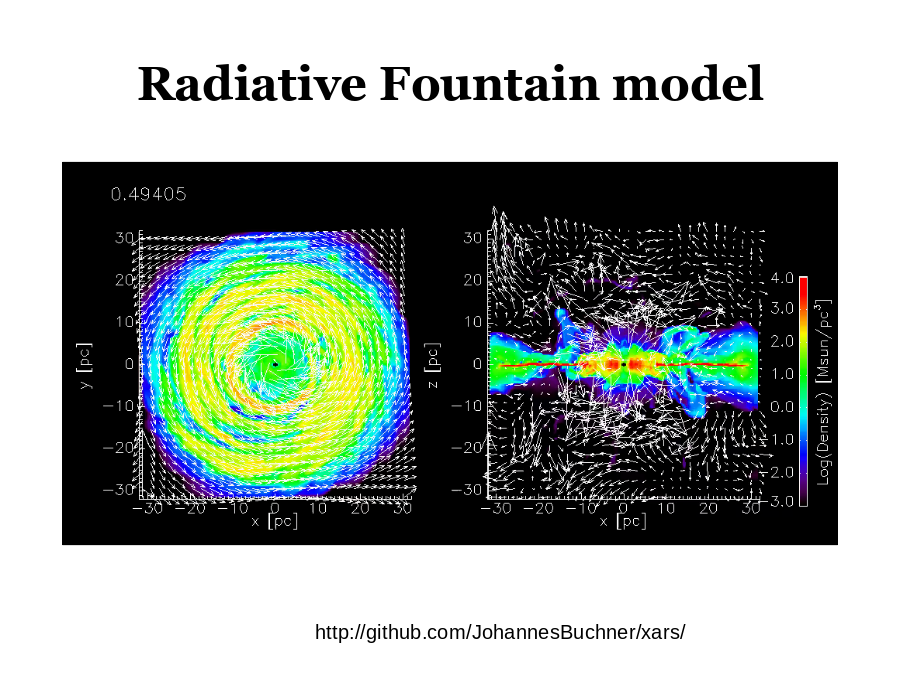 Radiative Fountain model
0.49405
30
20
10
0
−10
−20
−30
y [pc]
−30 −20 −10 0 10 20 30
x [pc]
30
20
10
0
−10
−20
−30
z [pc]
−30 −20 −10 0 10 20 30
x [pc]
4.0
3.0
2.0
1.0
0.0
1.0
2.0
−3.0
Log(Density) [Msun/pc³]
http://github.com/JohannesBuchner/xars/